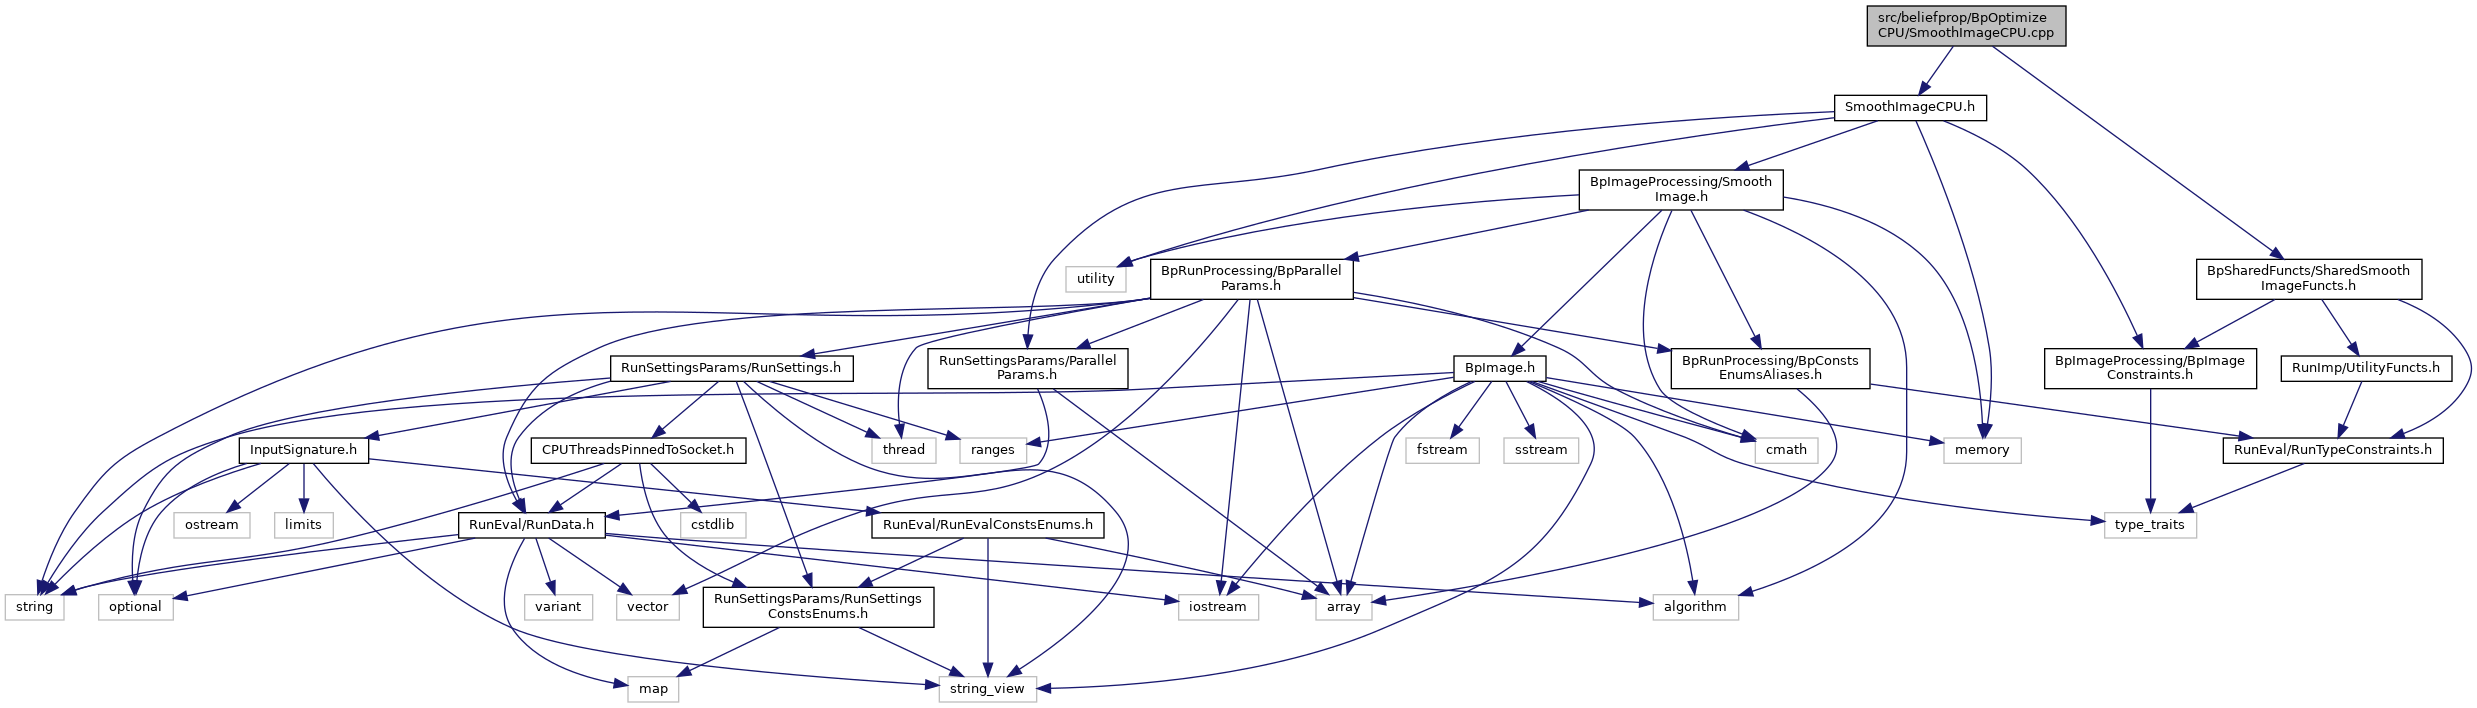 src/beliefprop/BpOptimize
CPU/SmoothImageCPU.cpp
SmoothImageCPU.h
BpImageProcessing/Smooth
Image.h
utility
BpRunProcessing/BpParallel
Params.h
BpSharedFuncts/SharedSmooth
ImageFuncts.h
RunSettingsParams/RunSettings.h
RunSettingsParams/Parallel
Params.h
BpImage.h
BpRunProcessing/BpConsts
EnumsAliases.h
BpImageProcessing/BpImage
Constraints.h
RunImp/UtilityFuncts.h
InputSignature.h
CPUThreadsPinnedToSocket.h
thread
ranges
fstream
sstream
cmath
memory
RunEval/RunTypeConstraints.h
ostream
limits
RunEval/RunData.h
cstdlib
RunEval/RunEvalConstsEnums.h
type_traits
string
optional
variant
vector
RunSettingsParams/RunSettings
ConstsEnums.h
iostream
array
algorithm
map
string_view